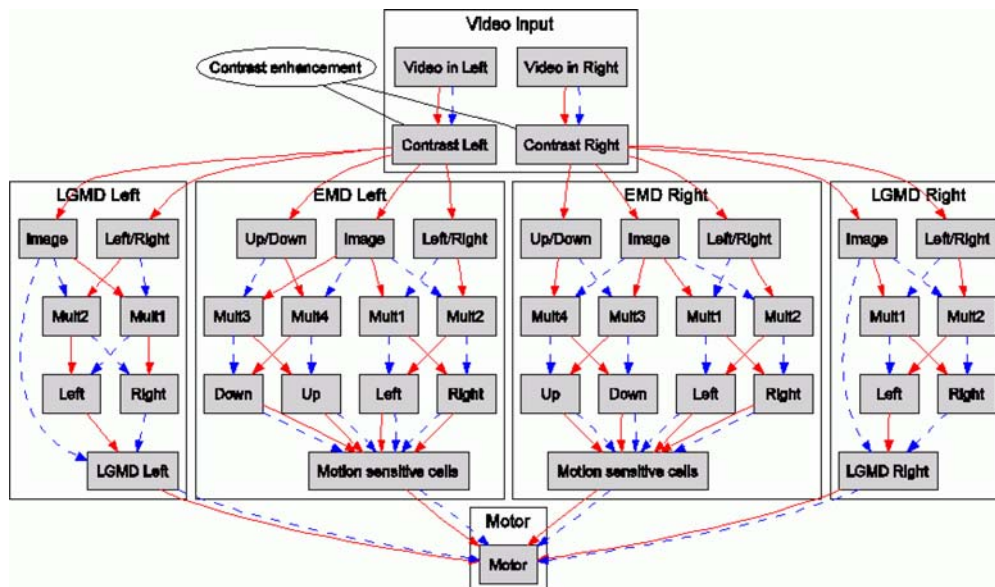 Video Input
Contrast enhancement
Video in Left
Video in Right
Contrast Left
Contrast Right
LGMD Left
EMD Left
EMD Right
LGMD Right
Image
Left/Right
Up/Down
Image
Left/Right
Up/Down
Image
Left/Right
Image
Left/Right
Mult2
Mult1
Mult3
Mult4
Mult1
Mult2
Mult4
Mult3
Mult1
Mult2
Mult1
Mult2
Left
Right
Down
Up
Left
Right
Up
Down
Left
Right
Left
Right
LGMD Left
Motion sensitive cells
Motion sensitive cells
LGMD Right
Motor
Motor